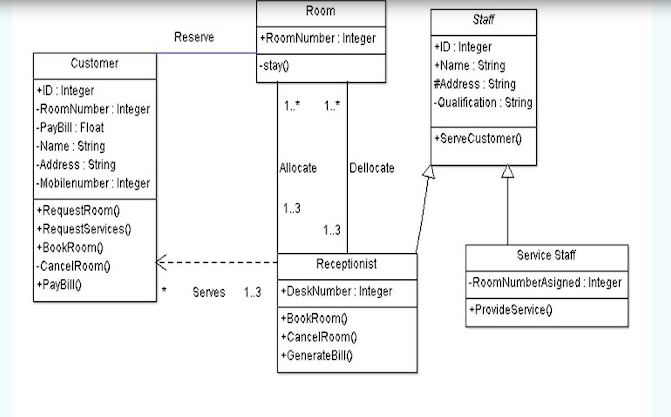 Room
+RoomNumber : Integer
-stay()
Reserve
Customer
+ID : Integer
-RoomNumber : Integer
-PayBill : Float
-Name : String
-Address : String
-Mobilenumber : Integer
+RequestRoom()
+RequestServices()
+BookRoom()
-CancelRoom()
+PayBill()
Staff
+ID : Integer
+Name : String
#Address : String
-Qualification : String
+ServeCustomer()
1..* 1..*
Allocate Dellocate
1..3
1..3
Receptionist
+DeskNumber : Integer
+BookRoom()
+CancelRoom()
+GenerateBill()
* Serves 1..3
Service Staff
-RoomNumberAsigned : Integer
+ProvideService()